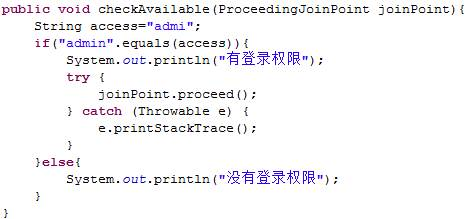 public void checkAvailable(ProceedingJoinPoint joinPoint){
    String access="admi";
    if("admin".equals(access)){
        System.out.println("有登录权限");
        try {
            joinPoint.proceed();
        } catch (Throwable e) {
            e.printStackTrace();
        }
    }else{
        System.out.println("没有登录权限");
    }
}